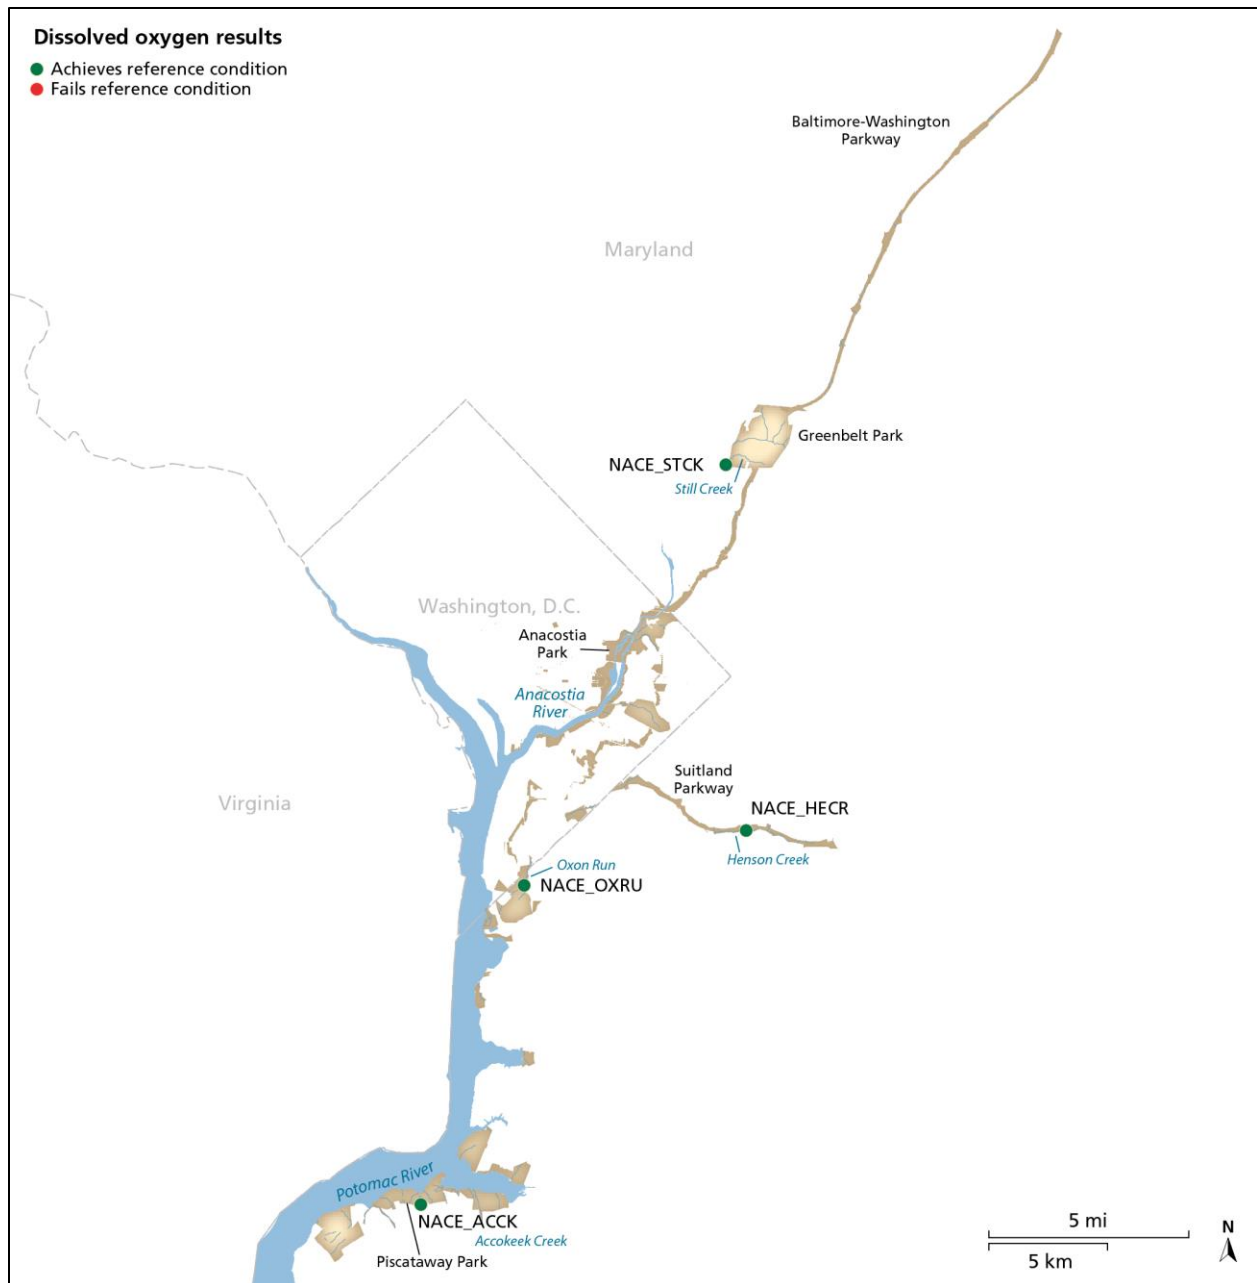 Dissolved oxygen results
Achieves reference condition
Fails reference condition
Baltimore-Washington
Parkway
Maryland
Greenbelt Park
NACE_STCK
Still Creek
Washington, D.C.
Anacostia
Park
Anacostia
River
Suitland
Parkway
Virginia
NACE_HECR
Henson Creek
Oxon Run
NACE_OXRU
Potomac River
NACE_ACCK
Accokeek Creek
Piscataway Park
5 mi
5 km
N